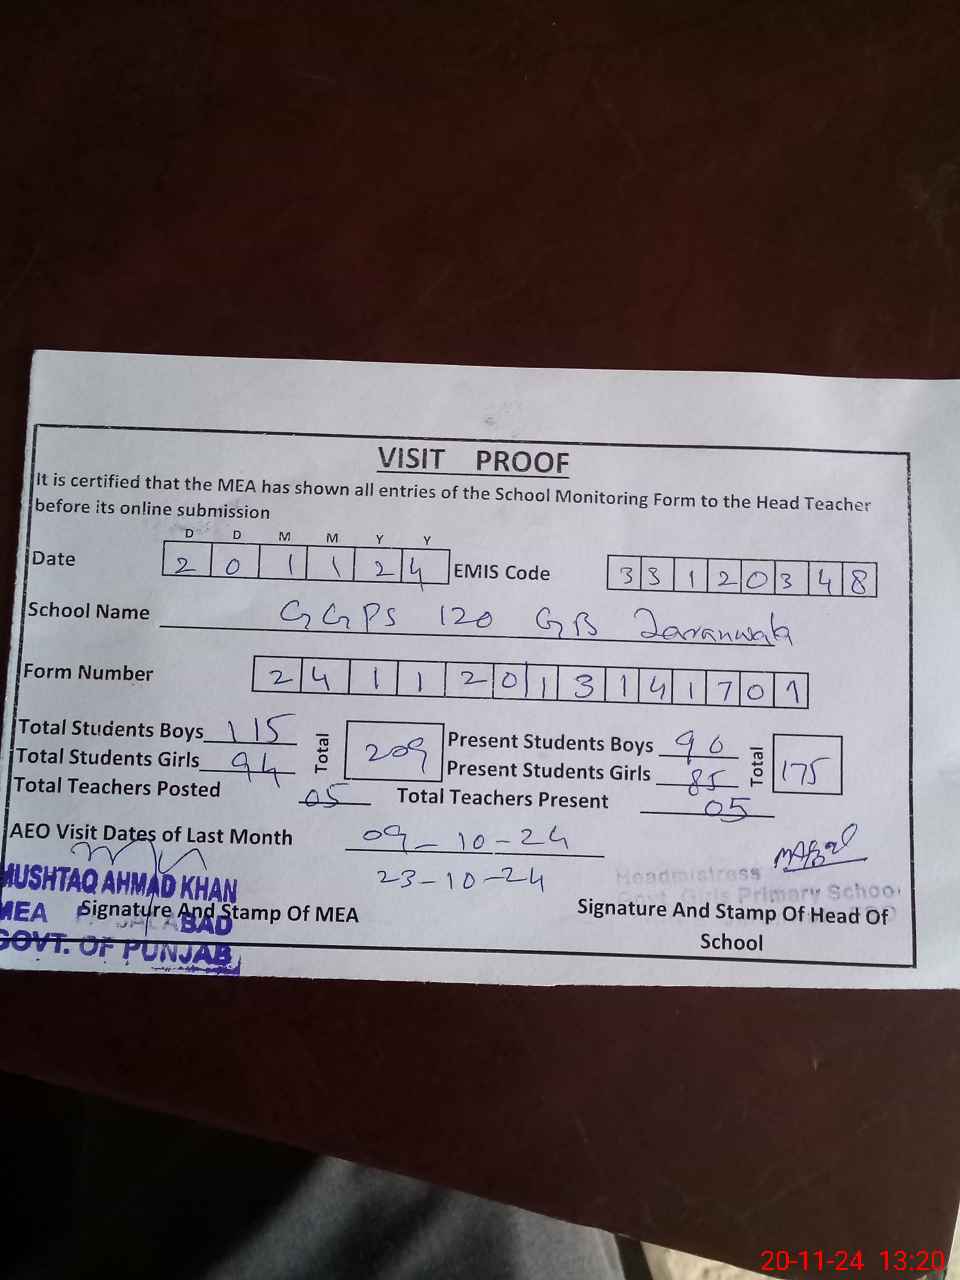 VISIT PROOF
It is certified that the MEA has shown all entries of the School Monitoring Form to the Head Teacher
before its online submission
D D M M Y Y
Date 2 0 1 1 2 4 EMIS Code 3 3 1 2 0 3 4 8
School Name GGPS 120 GB Jaranwala
Form Number 2 4 1 1 2 0 1 3 1 4 1 7 0 1
Total Students Boys 115 Total 209 Present Students Boys 90 Total 175
Total Students Girls 94 Present Students Girls 85
Total Teachers Posted 05 Total Teachers Present 05
AEO Visit Dates of Last Month 09-10-24
23-10-24
MUSHTAQ AHMAD KHAN
MEA BAD
GOVT. OF PUNJAB
Signature And Stamp Of MEA
Headmistress
Govt. Girls Primary School
Signature And Stamp Of Head Of
School
20-11-24 13:20